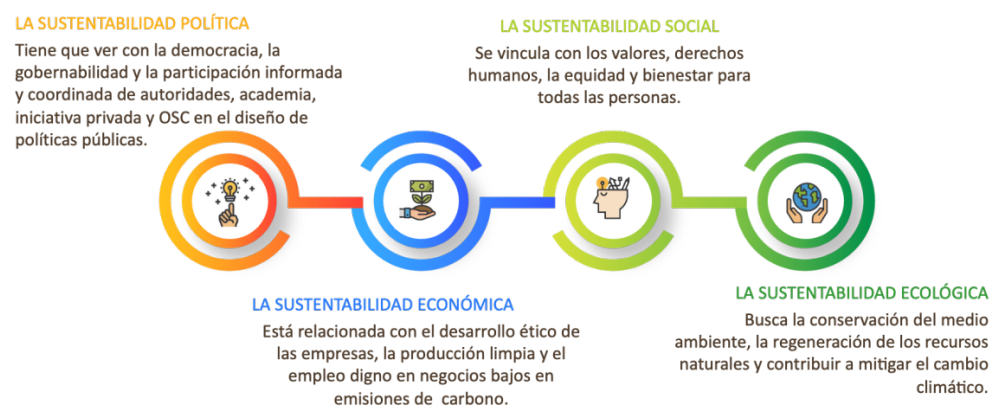 LA SUSTENTABILIDAD POLÍTICA
Tiene que ver con la democracia, la
gobernabilidad y la participación informada
y coordinada de autoridades, academia,
iniciativa privada y OSC en el diseño de
políticas públicas.
LA SUSTENTABILIDAD SOCIAL
Se vincula con los valores, derechos
humanos, la equidad y bienestar para
todas las personas.
LA SUSTENTABILIDAD ECONÓMICA
Está relacionada con el desarrollo ético de
las empresas, la producción limpia y el
empleo digno en negocios bajos en
emisiones de carbono.
LA SUSTENTABILIDAD ECOLÓGICA
Busca la conservación del medio
ambiente, la regeneración de los recursos
naturales y contribuir a mitigar el cambio
climático.